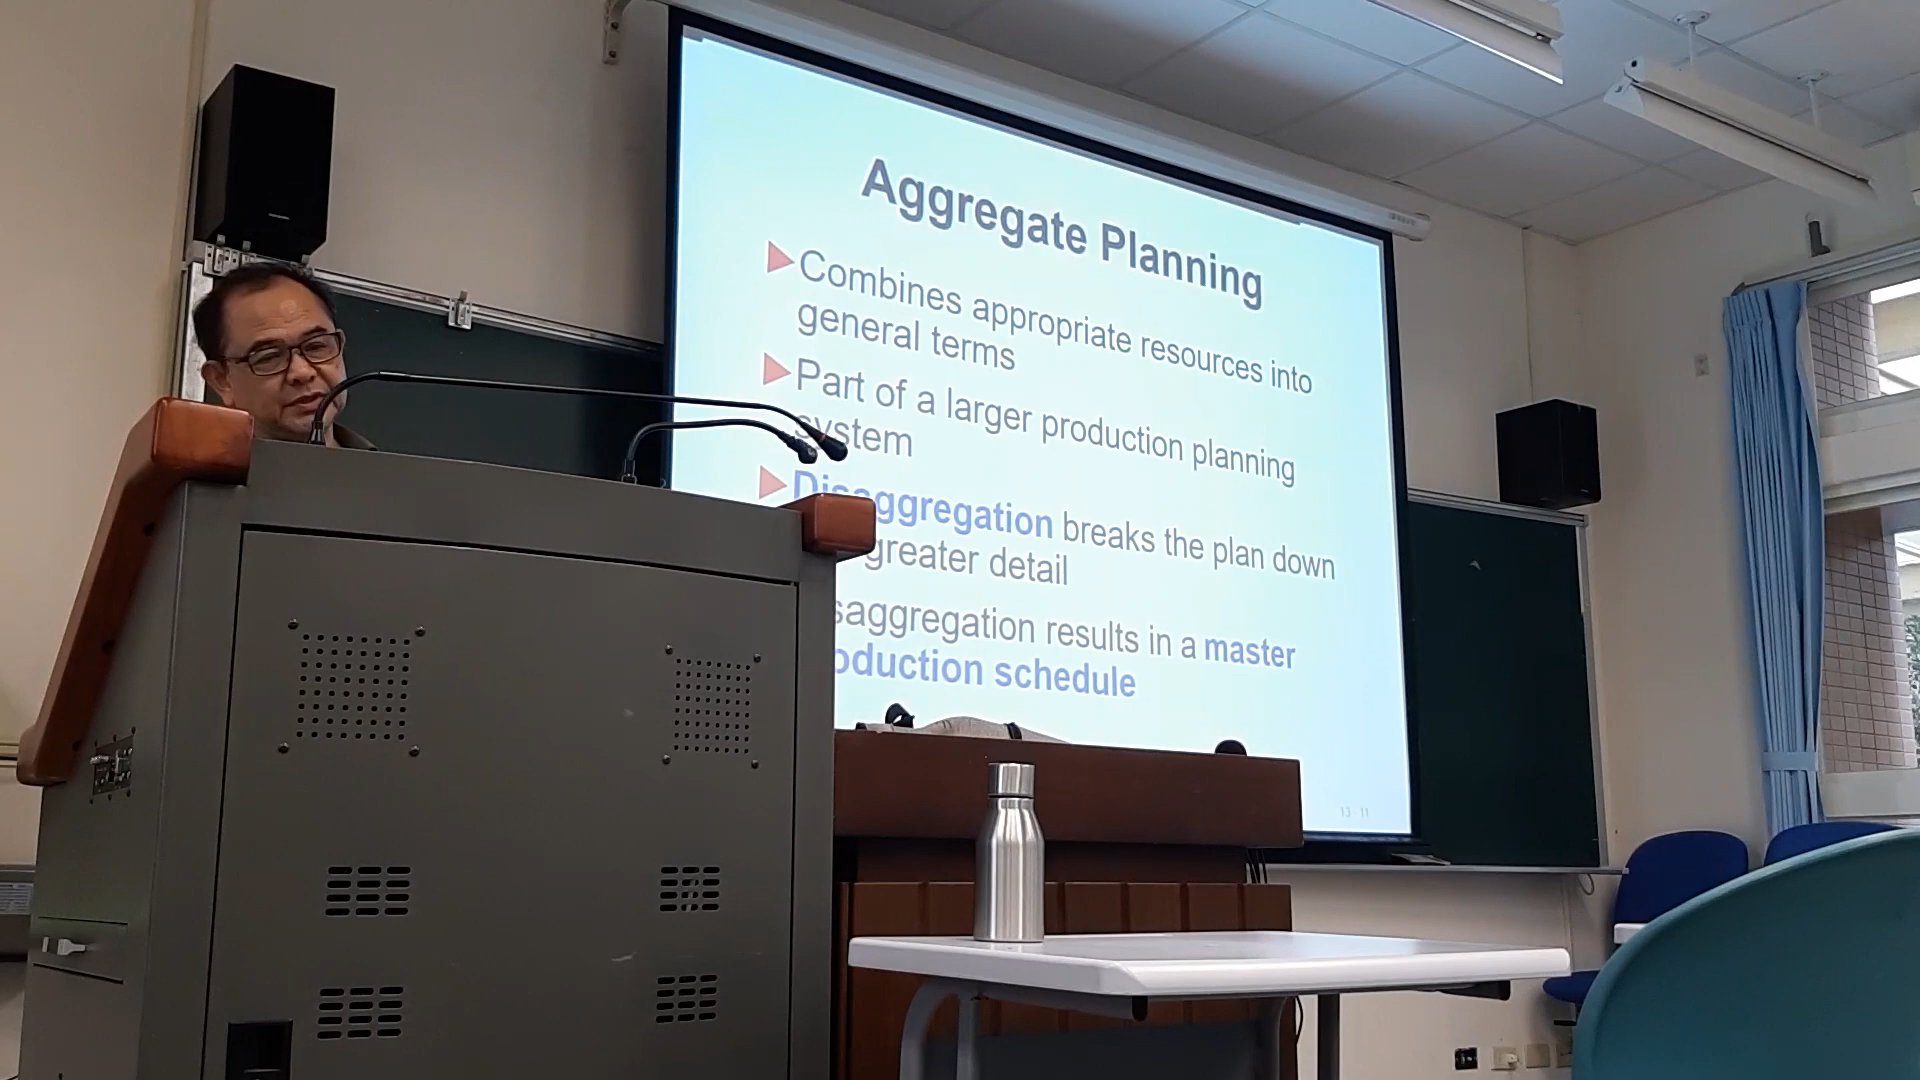 Aggregate Planning
Combines appropriate resources into
general terms
Part of a larger production planning
system
Disaggregation breaks the plan down
greater detail
saggregation results in a master
oduction schedule
13 - 11